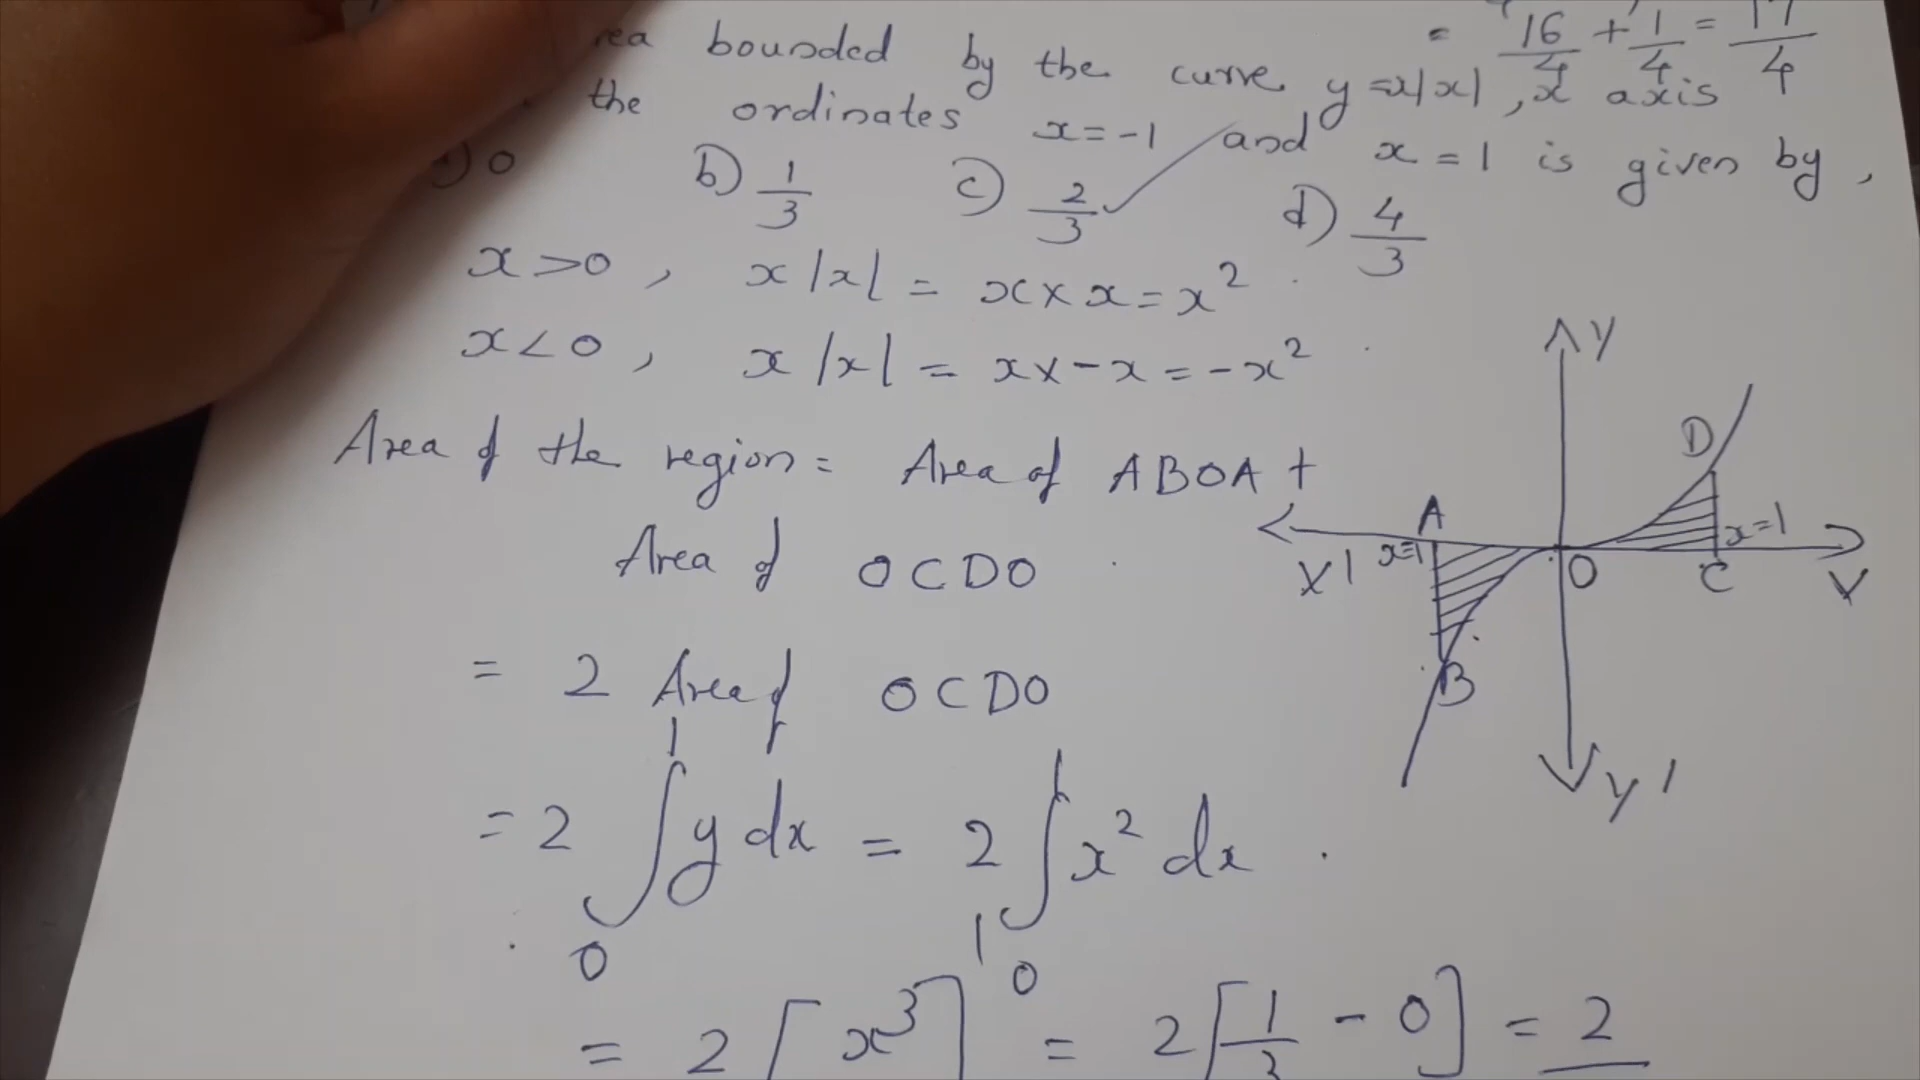 = 16/4 + 1/4 = 17/4
bounded by the curve y = x|x| , x axis
the ordinates x = -1 and x = 1 is given by ,
0 b) 1/3 c) 2/3 ✓ d) 4/3
x > 0 , x |x| = x × x = x²
x < 0 , x |x| = x × - x = - x²
Area of the region = Area of ABOA +
Area of OCDO
= 2 Area of OCDO
= 2 ∫₀¹ y dx = 2 ∫₀¹ x² dx .
= 2 [ x³ ]¹ = 2 [ 1/3 - 0 ] = 2
Y
D
A
x=1
X'
x=1
O
C
X
B
Y'